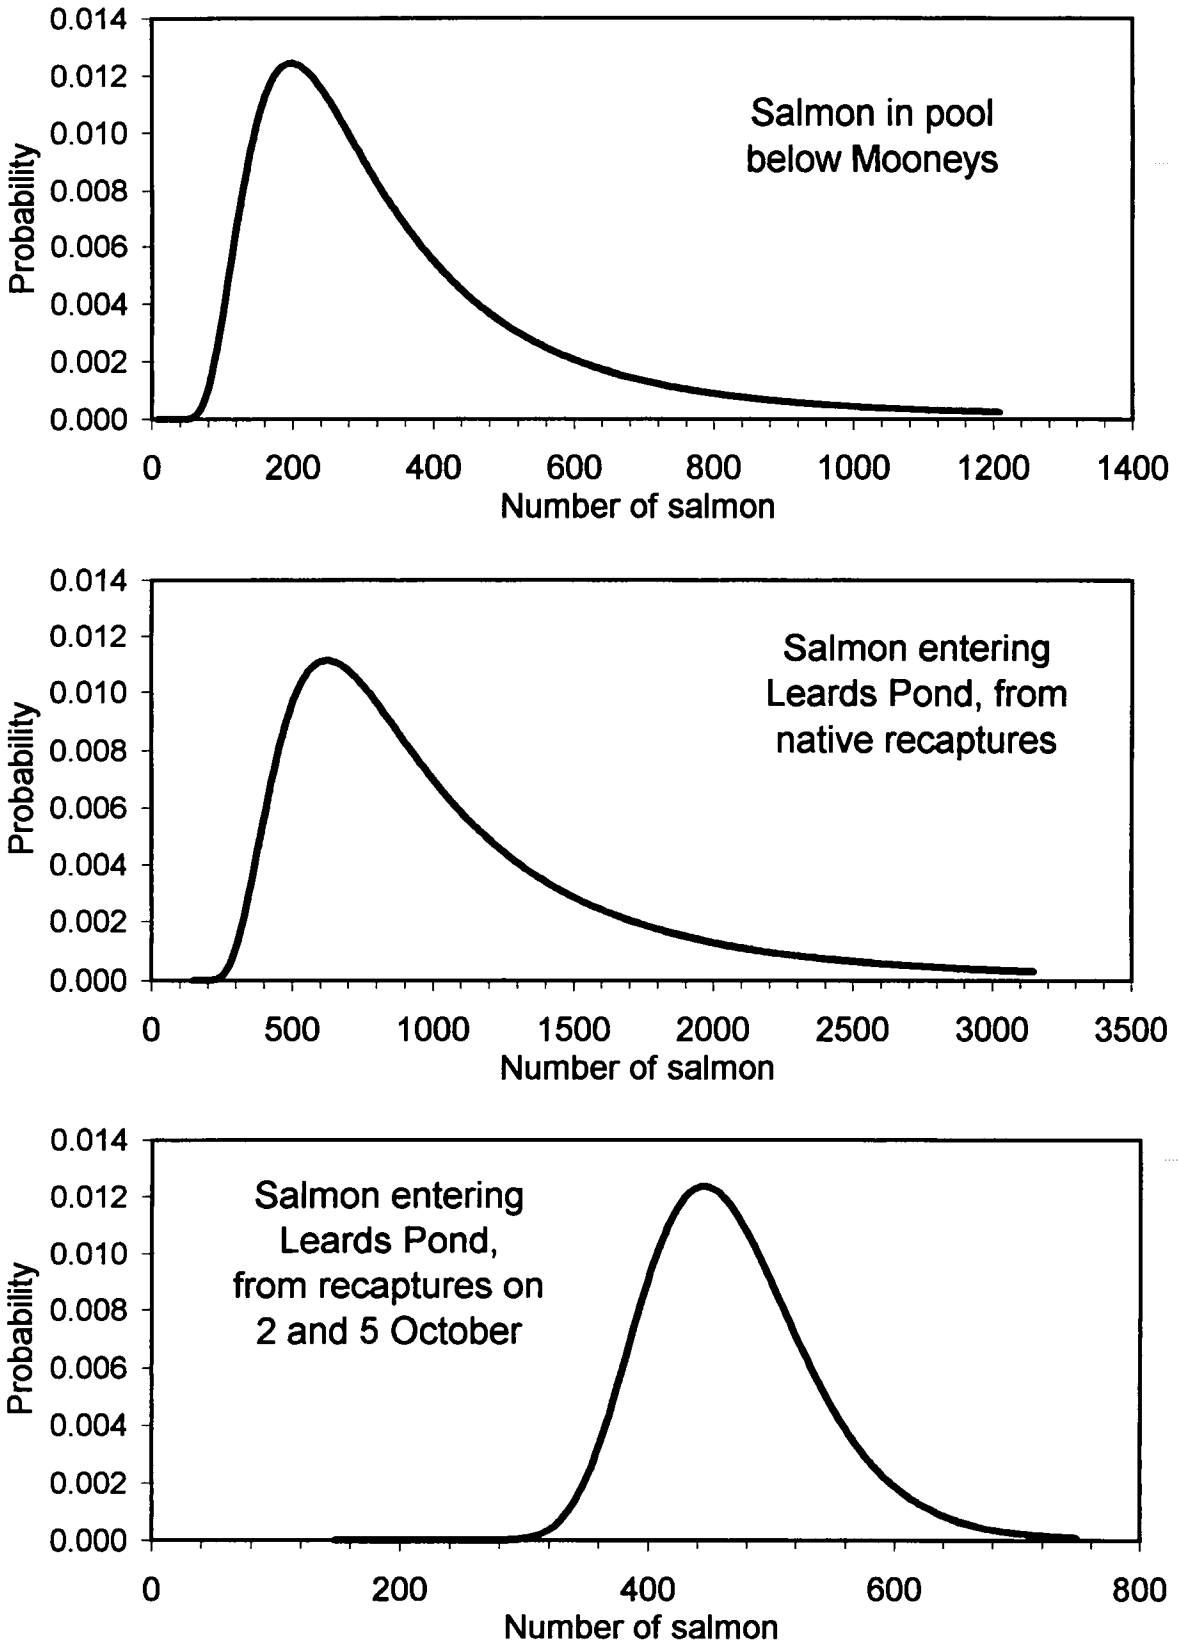 0.014
0.012
0.010
0.008
0.006
0.004
0.002
0.000
Probability
Salmon in pool
below Mooneys
0 200 400 600 800 1000 1200 1400
Number of salmon
0.014
0.012
0.010
0.008
0.006
0.004
0.002
0.000
Probability
Salmon entering
Leards Pond, from
native recaptures
0 500 1000 1500 2000 2500 3000 3500
Number of salmon
0.014
0.012
0.010
0.008
0.006
0.004
0.002
0.000
Probability
Salmon entering
Leards Pond,
from recaptures on
2 and 5 October
0 200 400 600 800
Number of salmon